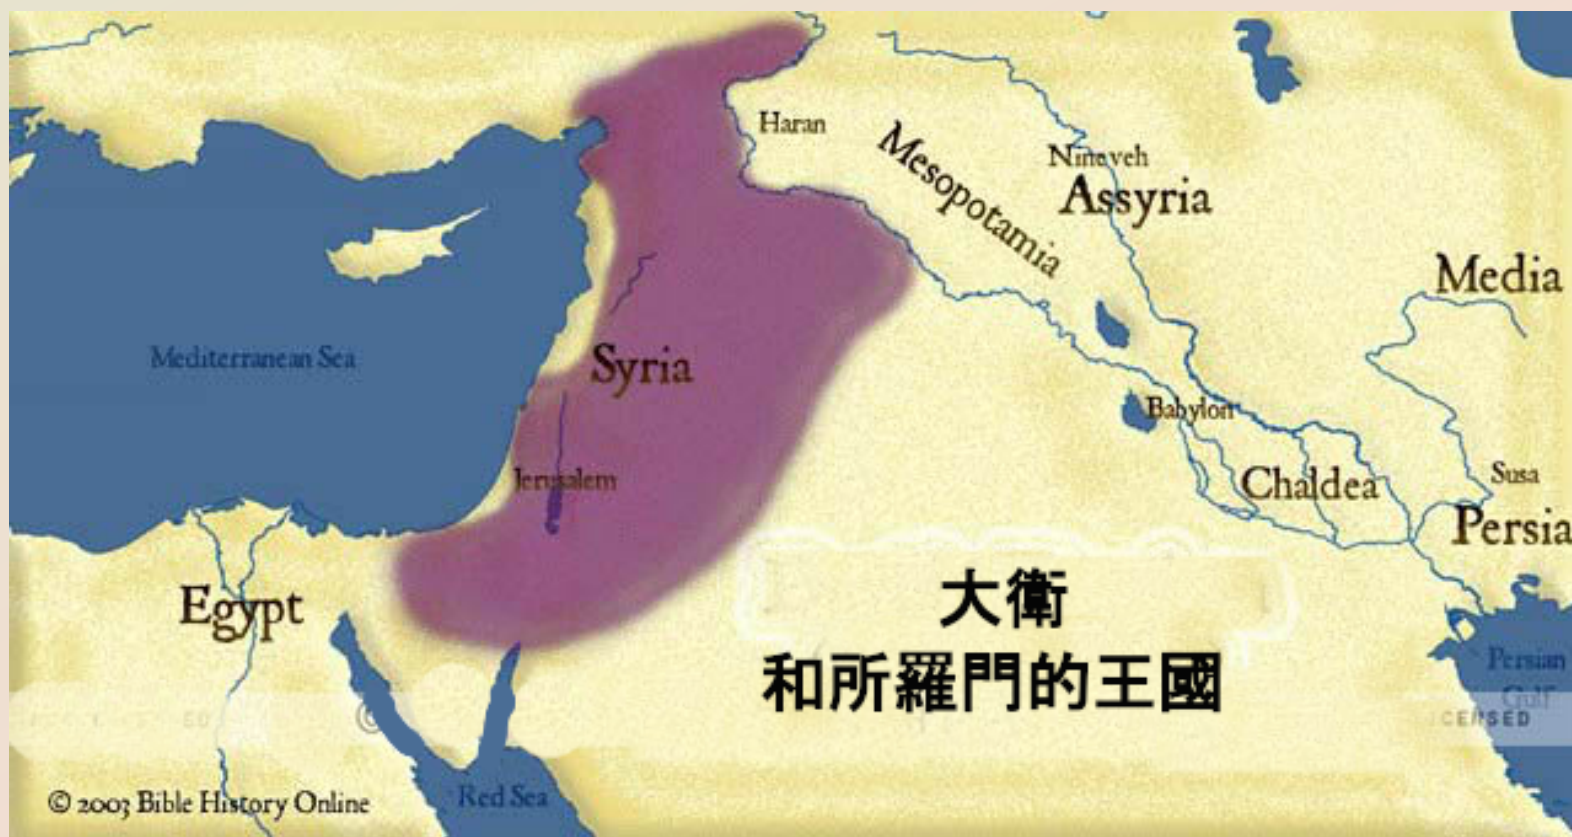 Haran
Mesopotamia
Nineveh
Assyria
Media
Mediterranean Sea
Syria
Babylon
Jerusalem
Chaldea
Susa
Persia
Egypt
大衛
和所羅門的王國
Persian
Gulf
CENSED
Red Sea
© 2003 Bible History Online